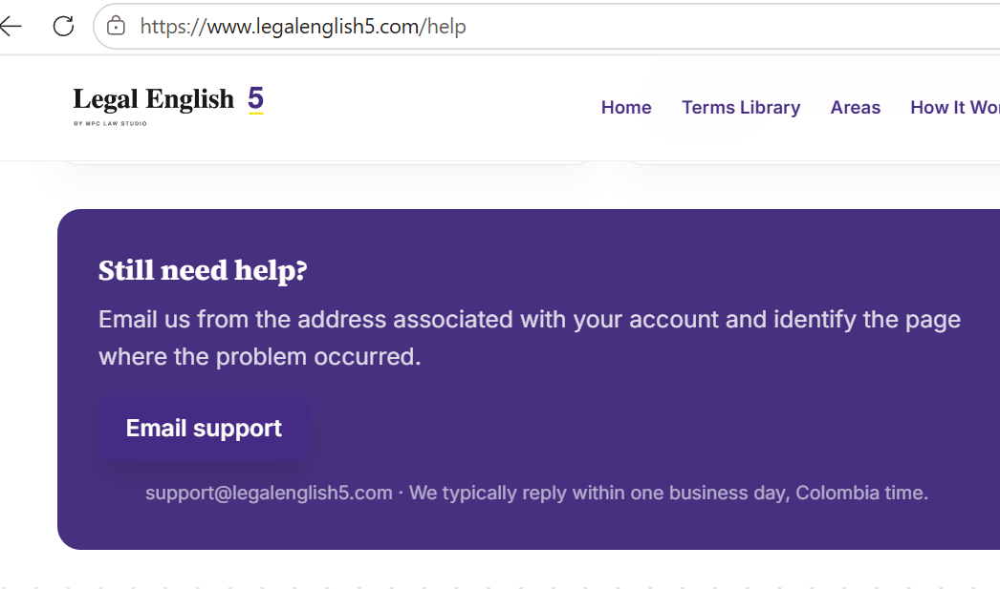 https://www.legalenglish5.com/help
Legal English 5
BY MPC LAW STUDIO
Home Terms Library Areas How It Wor
Still need help?
Email us from the address associated with your account and identify the page
where the problem occurred.
Email support
support@legalenglish5.com · We typically reply within one business day, Colombia time.